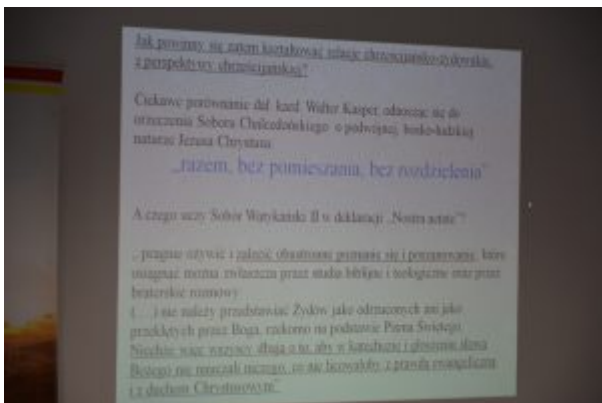 Jak powinny się zatem kształtować relacje chrześcijańsko-żydowskie,
z perspektywy chrześcijańskiej?
Ciekawe porównanie dał kard. Walter Kasper, odnosząc się do
orzeczenia Soboru Chalcedońskiego o podwójnej, bosko-ludzkiej
naturze Jezusa Chrystusa:
„razem, bez pomieszania, bez rozdzielenia"
A czego uczy Sobór Watykański II w deklaracji „Nostra aetate"?
„ pragnie ożywić i zalecić obustronne poznanie się i poszanowanie, które
osiągnąć można zwłaszcza przez studia biblijne i teologiczne oraz przez
braterskie rozmowy.
(…) nie należy przedstawiać Żydów jako odrzuconych ani jako
przeklętych przez Boga, rzekomo na podstawie Pisma Świętego.
Niechże więc wszyscy dbają o to, aby w katechezie i głoszeniu słowa
Bożego nie nauczali niczego, co nie licowałoby z prawdą ewangeliczną
i z duchem Chrystusowym"